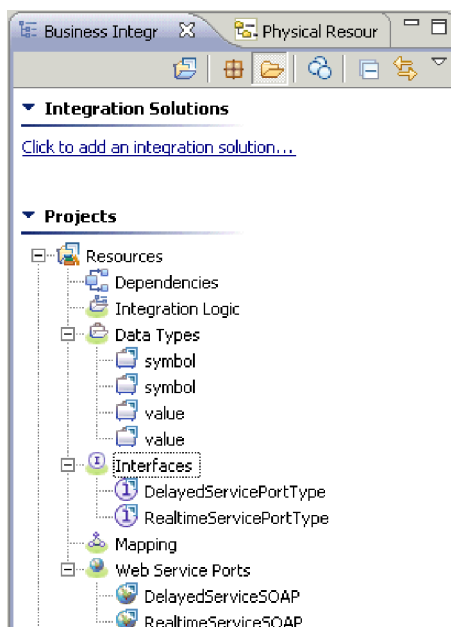 Business Integr
Physical Resour
Integration Solutions
Click to add an integration solution...
Projects
Resources
Dependencies
Integration Logic
Data Types
symbol
symbol
value
value
Interfaces
DelayedServicePortType
RealtimeServicePortType
Mapping
Web Service Ports
DelayedServiceSOAP
RealtimeServiceSOAP